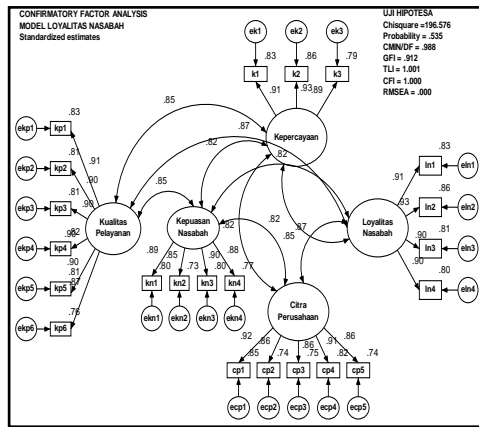 CONFIRMATORY FACTOR ANALYSIS
MODEL LOYALITAS NASABAH
Standardized estimates
UJI HIPOTESA
Chisquare =196.576
Probability = .535
CMIN/DF = .988
GFI = .912
TLI = 1.001
CFI = 1.000
RMSEA = .000
ek1 ek2 ek3
.83 .86 .79
k1 k2 k3
.91 .93 .89
Kepercayaan
.85 .82 .87 .82
ekp1 kp1 .83 .91
ekp2 kp2 .81 .90
ekp3 kp3 .81 .90
ekp4 kp4 .82
ekp5 kp5 .81 .90
ekp6 kp6 .76 .87
Kualitas
Pelayanan
.85
Kepuasan
Nasabah
.82 .82 .87 .85 .77
.89 .85 .90 .88
.80 .73 .80
kn1 kn2 kn3 kn4
ekn1 ekn2 ekn3 ekn4
Loyalitas
Nasabah
.91 ln1 .83 eln1
.93 ln2 .86 eln2
.90 ln3 .81 eln3
.90 ln4 .80 eln4
Citra
Perusahaan
.92 .86 .86 .91 .86
.85 .74 .75 .82 .74
cp1 cp2 cp3 cp4 cp5
ecp1 ecp2 ecp3 ecp4 ecp5